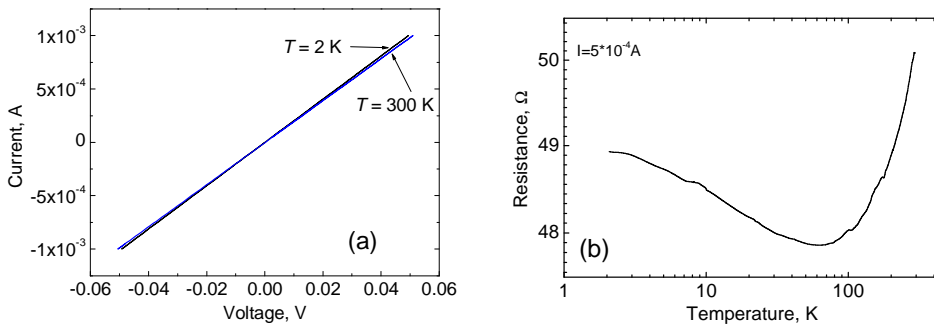 1x10⁻³
5x10⁻⁴
0
-5x10⁻⁴
-1x10⁻³
Current, A
T = 2 K
T = 300 K
(a)
-0.06 -0.04 -0.02 0.00 0.02 0.04 0.06
Voltage, V
I=5*10⁻⁴A
50
49
48
Resistance, Ω
(b)
1 10 100
Temperature, K